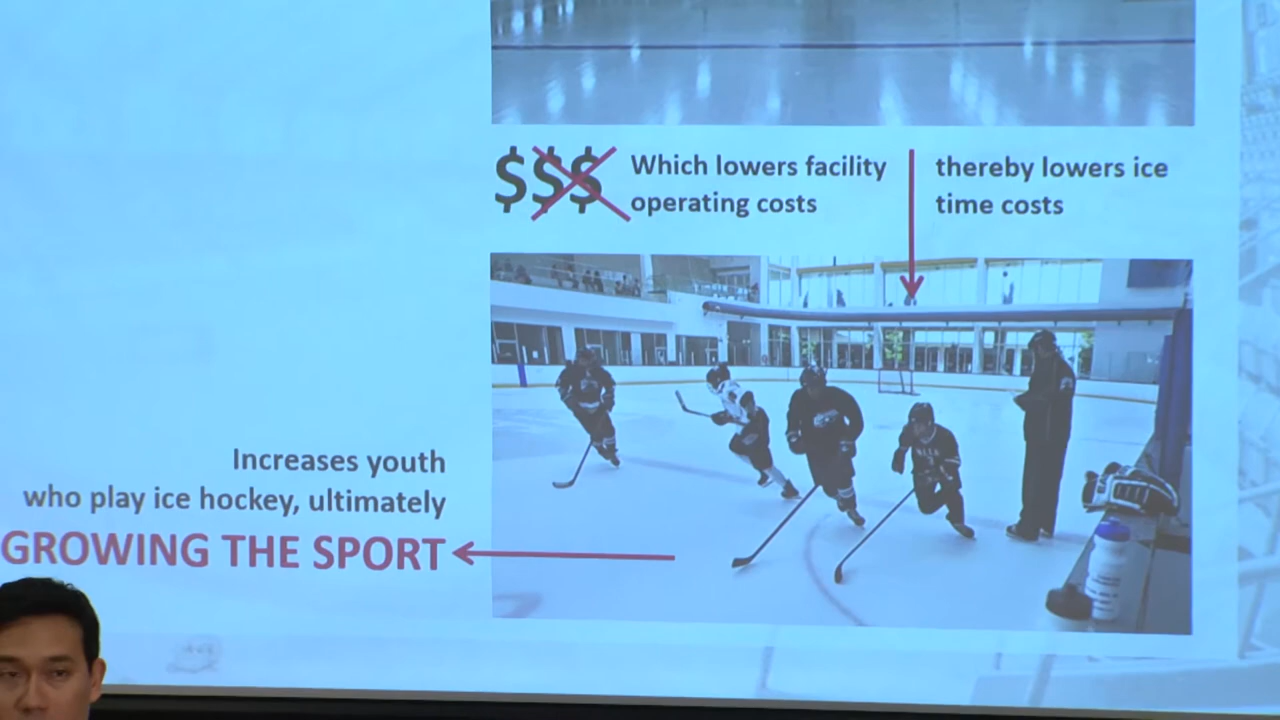 $$$
Which lowers facility
operating costs
thereby lowers ice
time costs
Increases youth
who play ice hockey, ultimately
GROWING THE SPORT